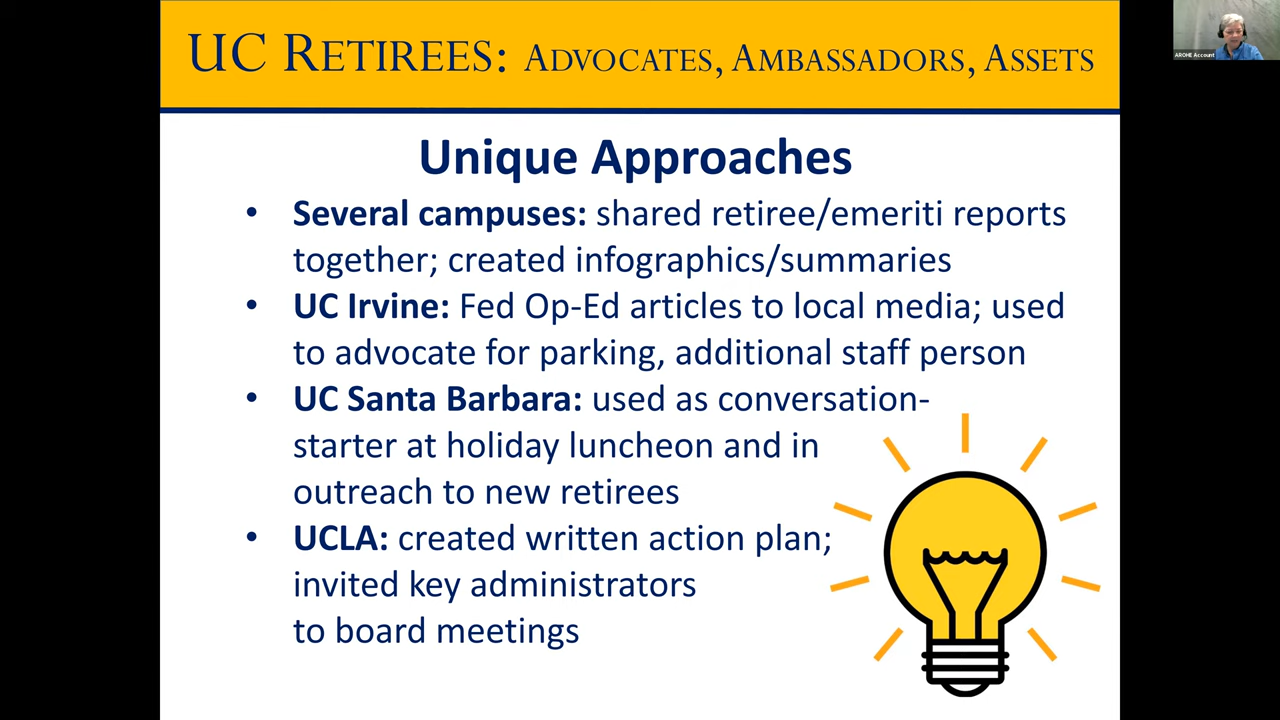 UC RETIREES: ADVOCATES, AMBASSADORS, ASSETS
AROHE Account
Unique Approaches
• Several campuses: shared retiree/emeriti reports
together; created infographics/summaries
• UC Irvine: Fed Op-Ed articles to local media; used
to advocate for parking, additional staff person
• UC Santa Barbara: used as conversation-
starter at holiday luncheon and in
outreach to new retirees
• UCLA: created written action plan;
invited key administrators
to board meetings